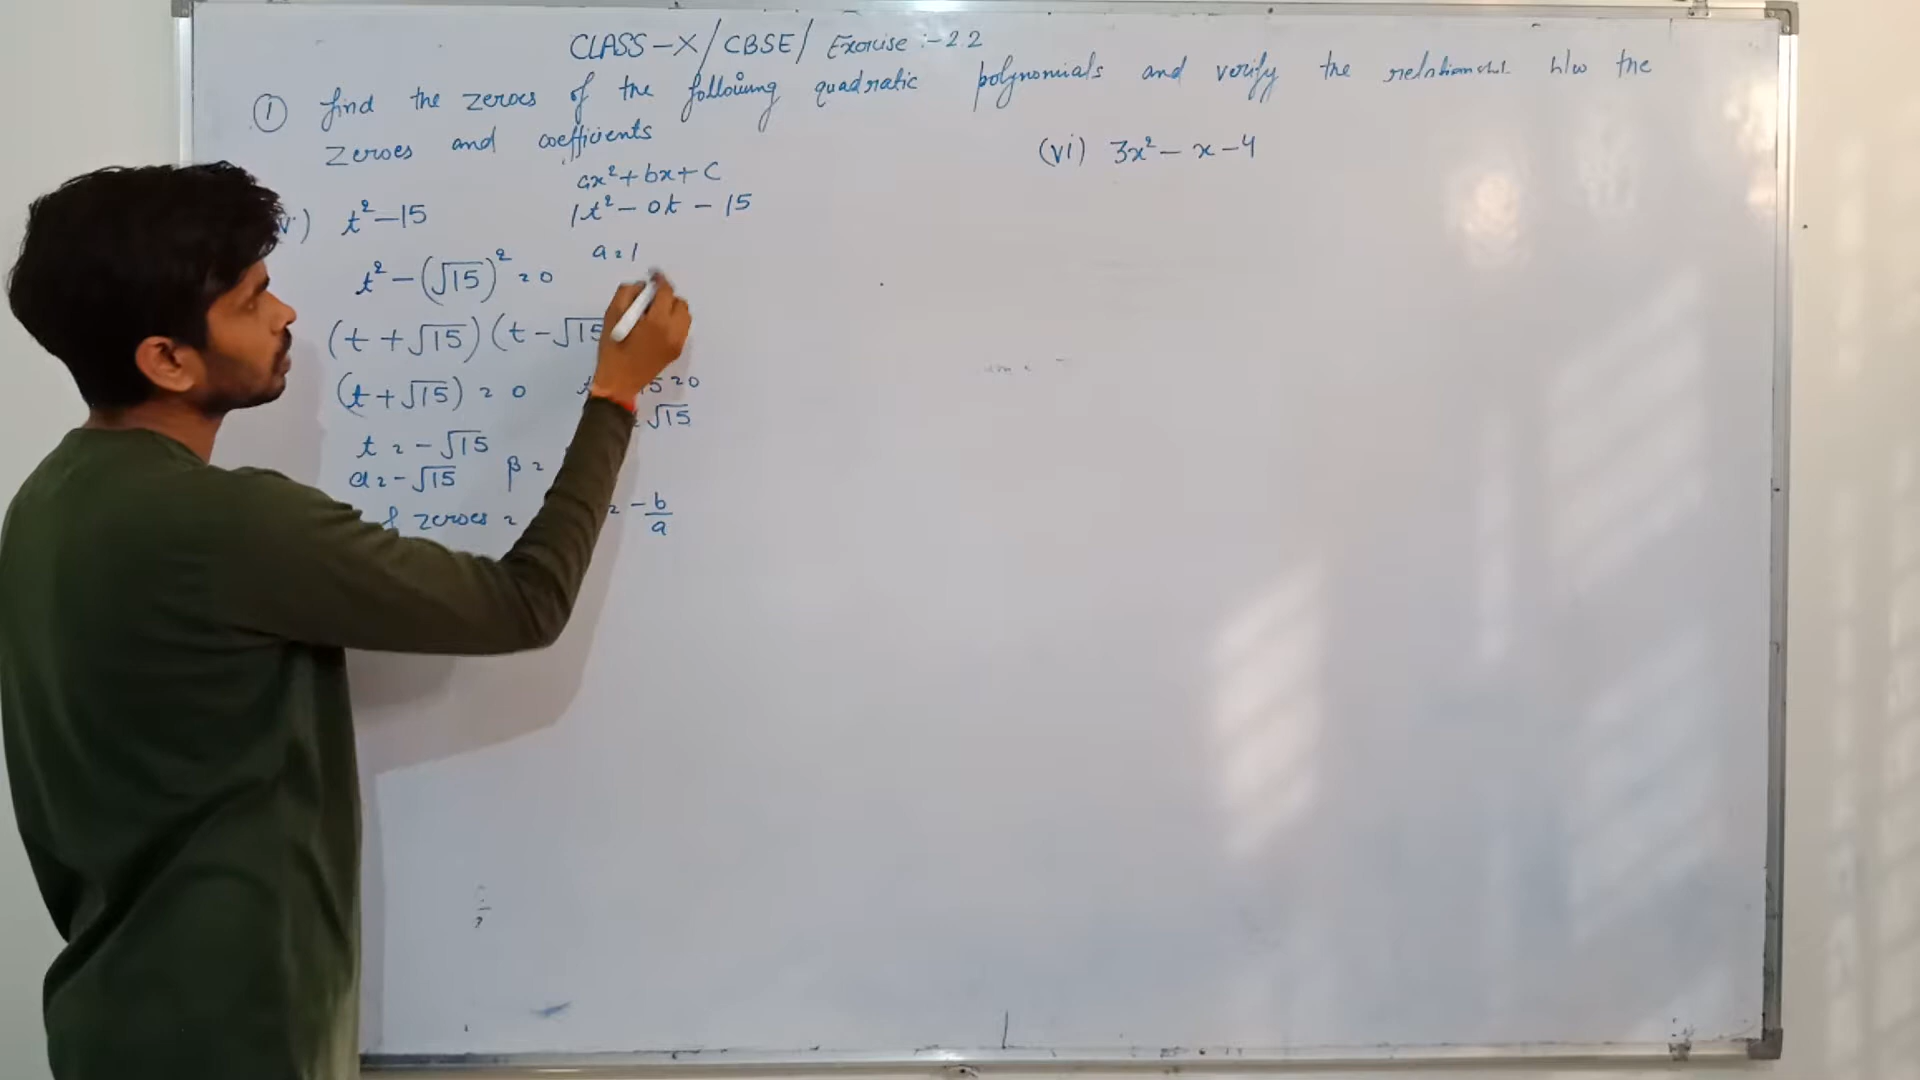 CLASS-X/CBSE/ Exercise :- 2.2
① find the zeroes of the following quadratic polynomials and verify the b/w the
zeroes and coefficients
v) t² - 15
t² - (√15)² = 0
(t + √15) (t - √15
(t + √15) = 0
t = - √15
α = - √15 β =
zeroes = = - b/a
ax² + bx + c
1t² - 0t - 15
a = 1
15 = 0
= √15
(vi) 3x² - x - 4